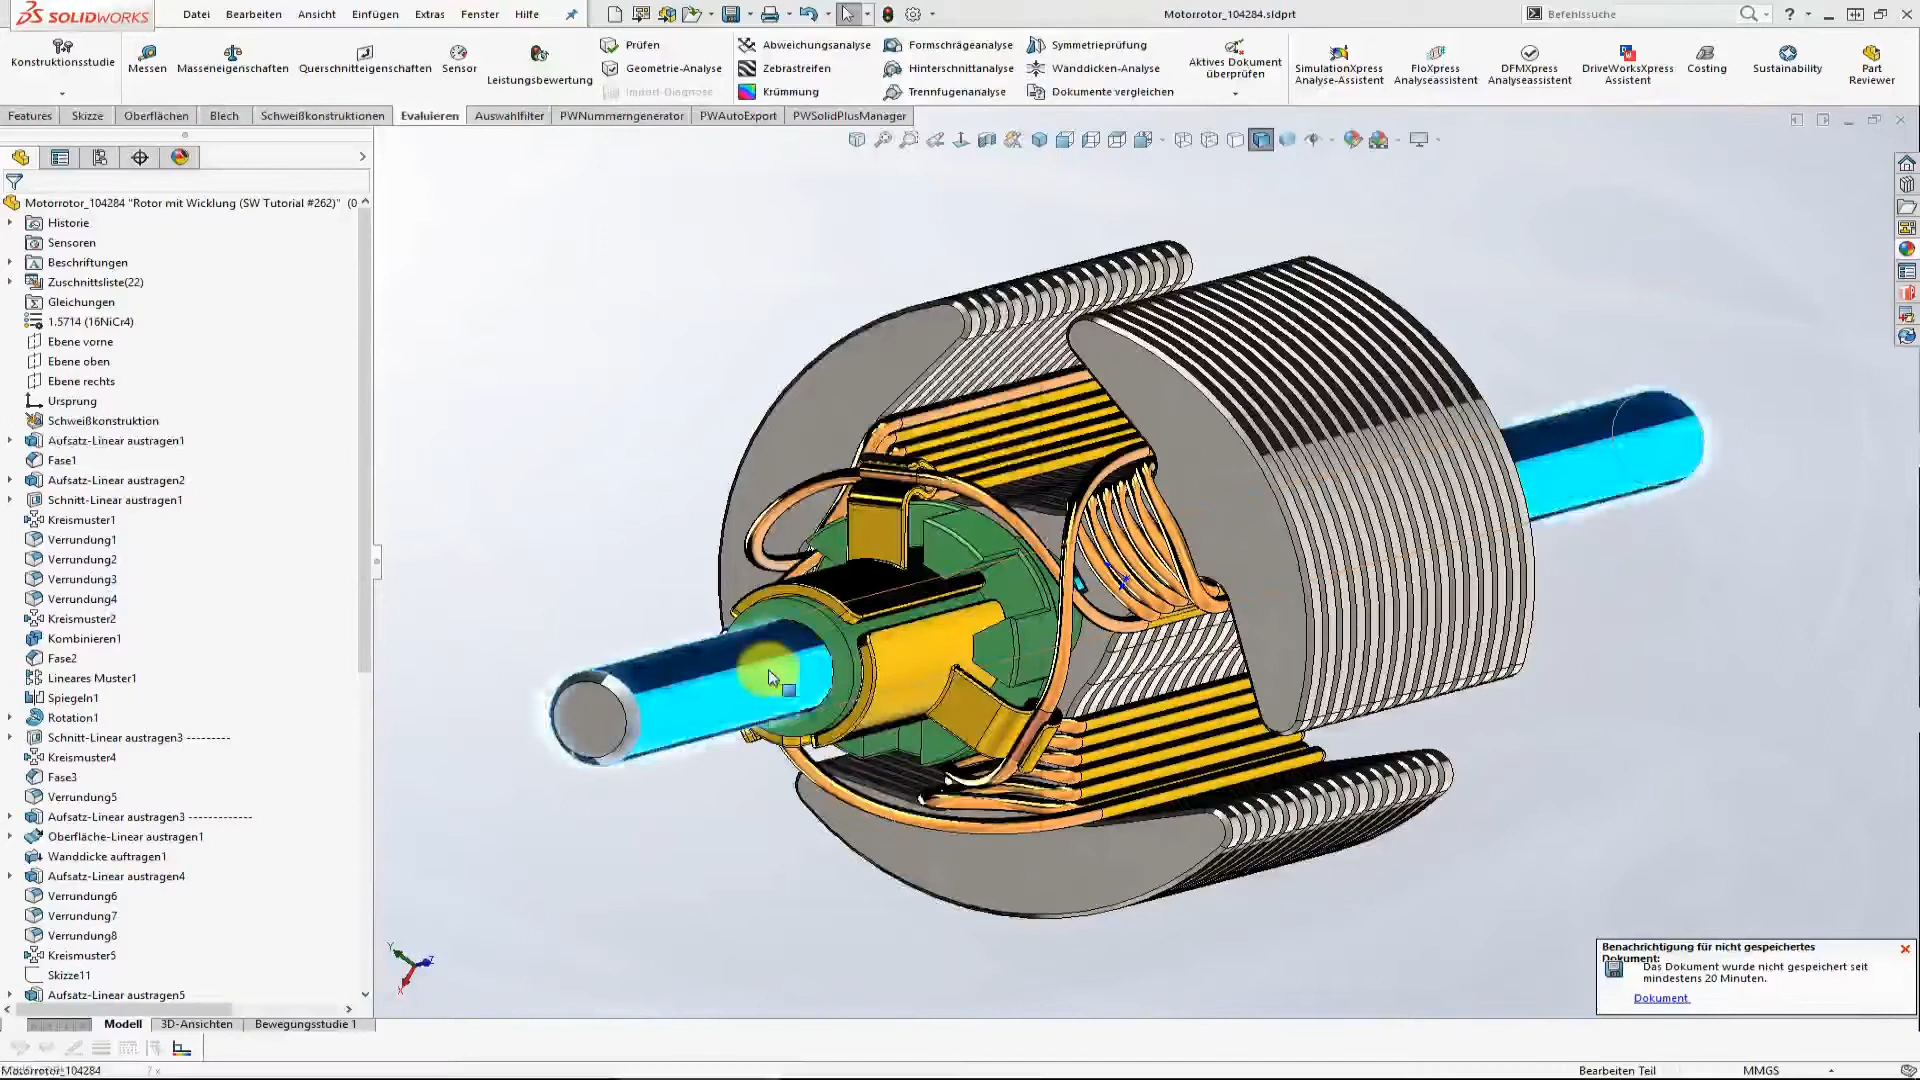 SOLIDWORKS
Datei Bearbeiten Ansicht Einfügen Extras Fenster Hilfe
Motorrotor_104284.sldprt
Befehlssuche
Konstruktionsstudie
Messen
Masseneigenschaften
Querschnitteigenschaften
Sensor
Leistungsbewertung
Prüfen
Geometrie-Analyse
Import-Diagnose
Abweichungsanalyse
Zebrastreifen
Krümmung
Formschrägeanalyse
Hinterschnittanalyse
Trennfugenanalyse
Symmetrieprüfung
Wanddicken-Analyse
Dokumente vergleichen
Aktives Dokument
überprüfen
SimulationXpress
Analyse-Assistent
FloXpress
Analyseassistent
DFMXpress
Analyseassistent
DriveWorksXpress
Assistent
Costing
Sustainability
Part
Reviewer
Features Skizze Oberflächen Blech Schweißkonstruktionen Evaluieren Auswahlfilter PWNummerngenerator PWAutoExport PWSolidPlusManager
Motorrotor_104284 "Rotor mit Wicklung (SW Tutorial #262)" (0
Historie
Sensoren
Beschriftungen
Zuschnittsliste(22)
Gleichungen
1.5714 (16NiCr4)
Ebene vorne
Ebene oben
Ebene rechts
Ursprung
Schweißkonstruktion
Aufsatz-Linear austragen1
Fase1
Aufsatz-Linear austragen2
Schnitt-Linear austragen1
Kreismuster1
Verrundung1
Verrundung2
Verrundung3
Verrundung4
Kreismuster2
Kombinieren1
Fase2
Lineares Muster1
Spiegeln1
Rotation1
Schnitt-Linear austragen3 ---------
Kreismuster4
Fase3
Verrundung5
Aufsatz-Linear austragen3 -------------
Oberfläche-Linear austragen1
Wanddicke auftragen1
Aufsatz-Linear austragen4
Verrundung6
Verrundung7
Verrundung8
Kreismuster5
Skizze11
Aufsatz-Linear austragen5
Y
Z
X
Benachrichtigung für nicht gespeichertes
Dokument:
Das Dokument wurde nicht gespeichert seit
mindestens 20 Minuten.
Dokument
Modell 3D-Ansichten Bewegungsstudie 1
Motorrotor_104284
Bearbeiten Teil
MMGS